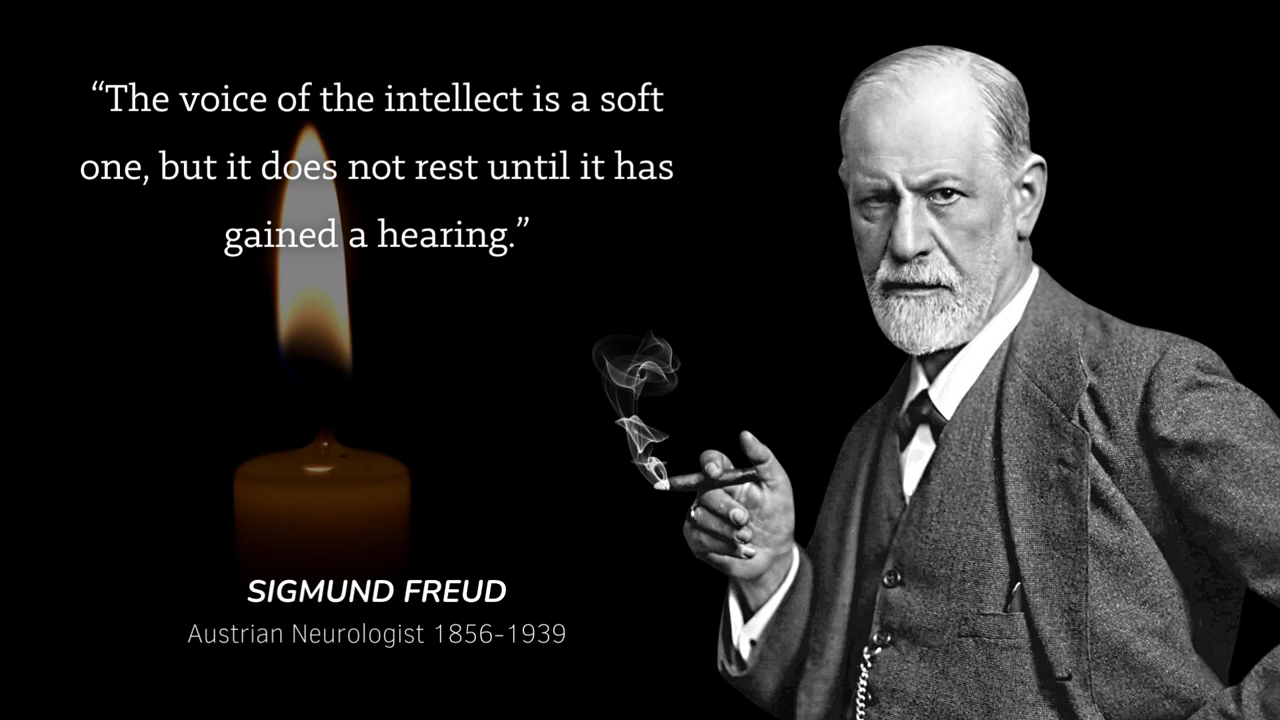 “The voice of the intellect is a soft
one, but it does not rest until it has
gained a hearing.”
SIGMUND FREUD
Austrian Neurologist 1856-1939